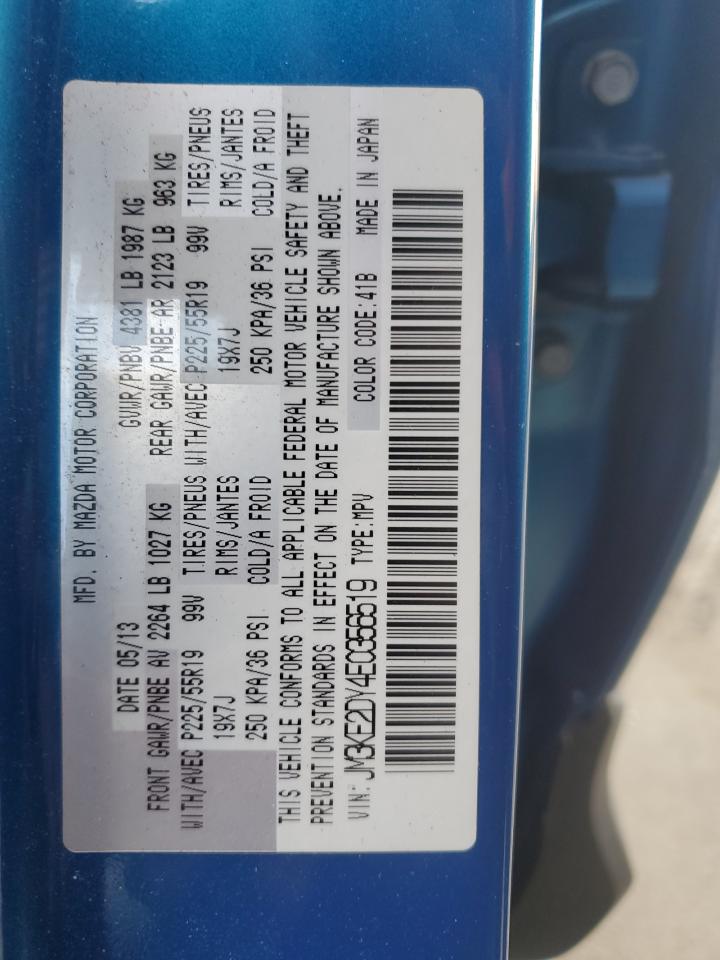 MFD. BY MAZDA MOTOR CORPORATION
DATE 05/13 GVWR/PNBV 4381 LB 1987 KG
FRONT GAWR/PNBE AV 2264 LB 1027 KG REAR GAWR/PNBE AR 2123 LB 963 KG
WITH/AVEC P225/55R19 99V TIRES/PNEUS WITH/AVEC P225/55R19 99V TIRES/PNEUS
19X7J RIMS/JANTES 19X7J RIMS/JANTES
250 KPA/36 PSI COLD/A FROID 250 KPA/36 PSI COLD/A FROID
THIS VEHICLE CONFORMS TO ALL APPLICABLE FEDERAL MOTOR VEHICLE SAFETY AND THEFT
PREVENTION STANDARDS IN EFFECT ON THE DATE OF MANUFACTURE SHOWN ABOVE.
VIN: JM3KE2DY4E0356519 TYPE:MPV COLOR CODE:41B MADE IN JAPAN